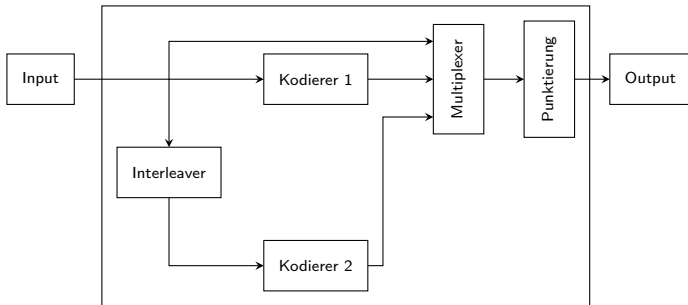 Input
Kodierer 1
Multiplexer
Punktierung
Output
Interleaver
Kodierer 2